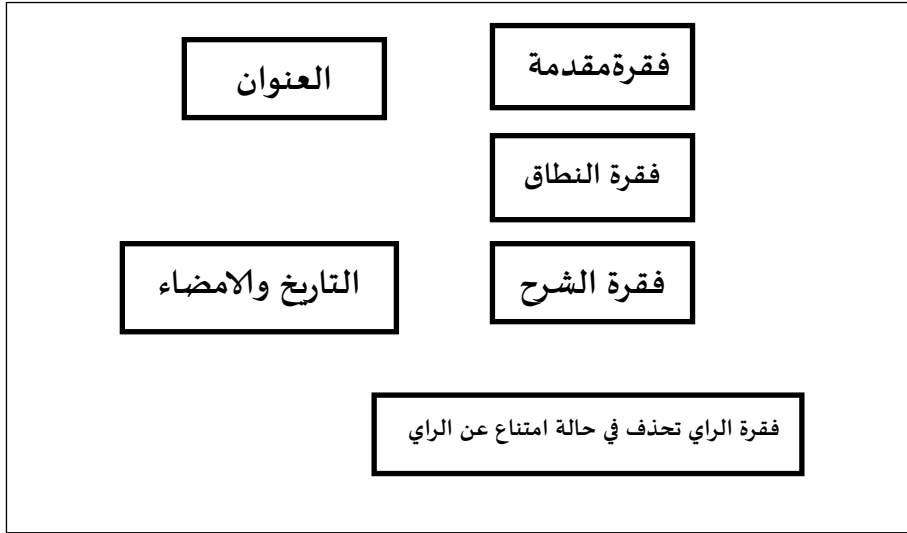 فقرةمقدمة
العنوان
فقرة النطاق
فقرة الشرح
التاريخ والامضاء
فقرة الراي تحذف في حالة امتناع عن الراي